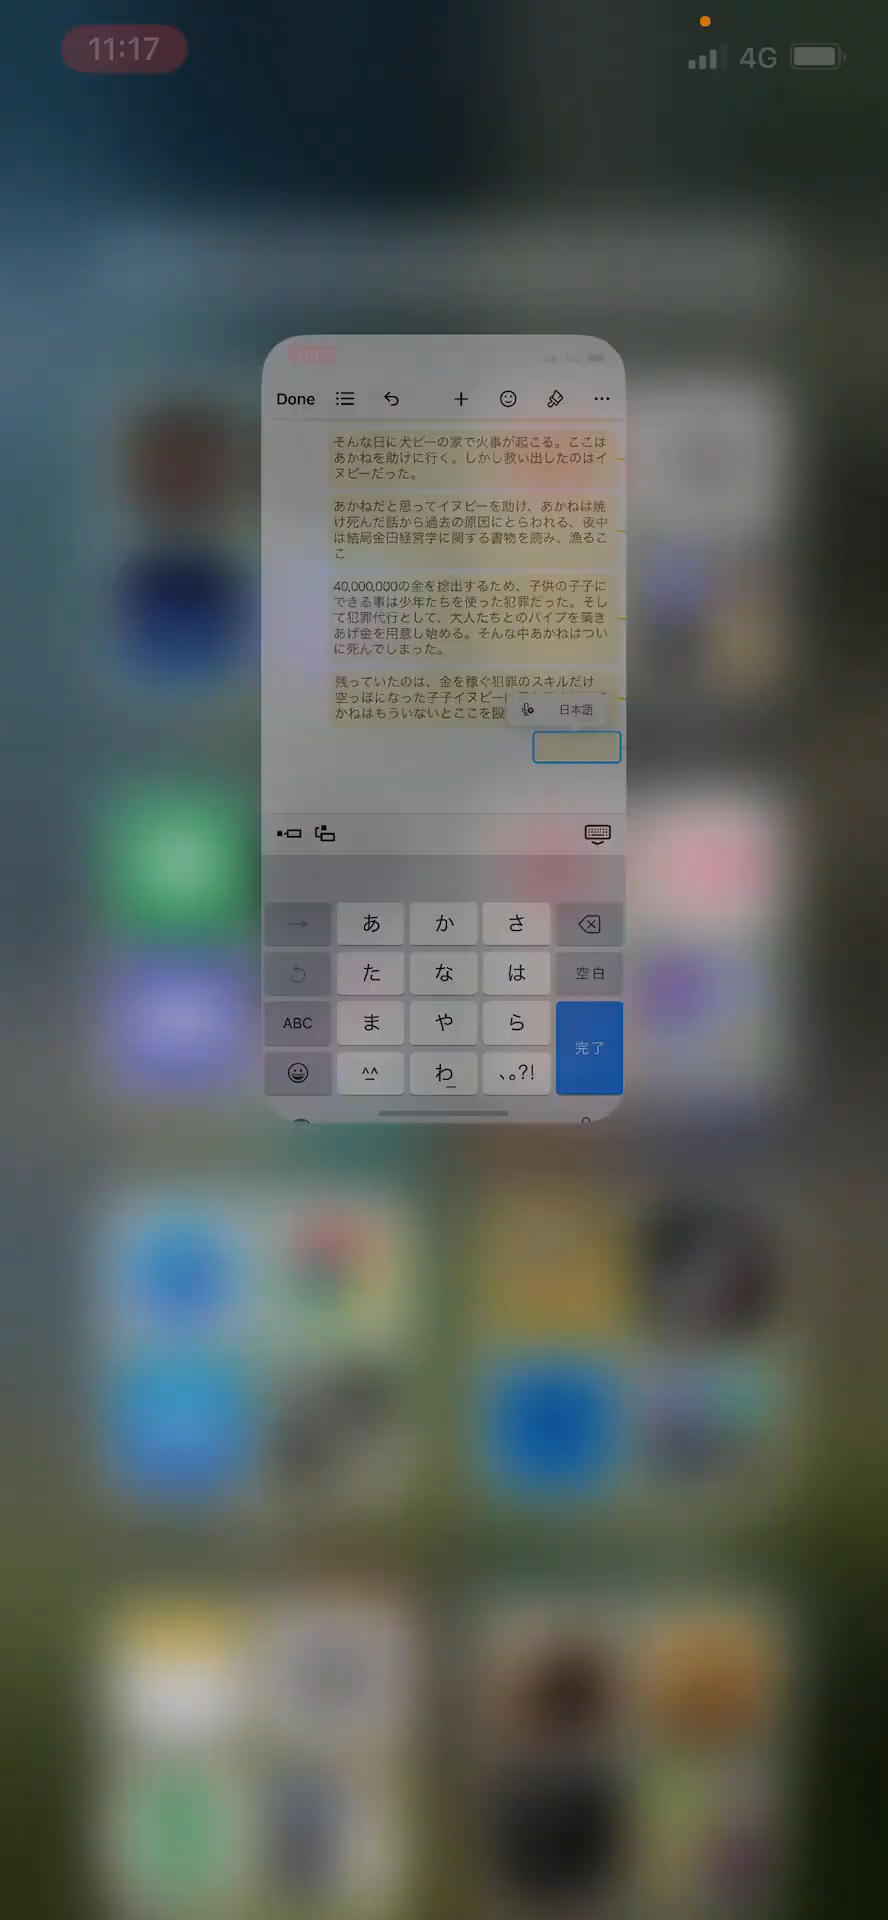 11:17
4G
Done
そんな日に犬ピーの家で火事が起こる。ここは
あかねを助けに行く。しかし救い出したのはイ
ヌピーだった。
あかねだと思ってイヌピーを助け、あかねは焼
け死んだ話から過去の原因にとらわれる、夜中
は結局金田経営学に関する書物を読み、漁るこ
こ
40,000,000の金を捻出するため、子供の子子に
できる事は少年たちを使った犯罪だった。そし
て犯罪代行として、大人たちとのパイプを築き
あげ金を用意し始める。そんな中あかねはつい
に死んでしまった。
残っていたのは、金を稼ぐ犯罪のスキルだけ
空っぽになった子子イヌピー
かねはもういないとここを殴
日本語
→
あ
か
さ
た
な
は
空白
ABC
ま
や
ら
完了
^^
わ
、。?!